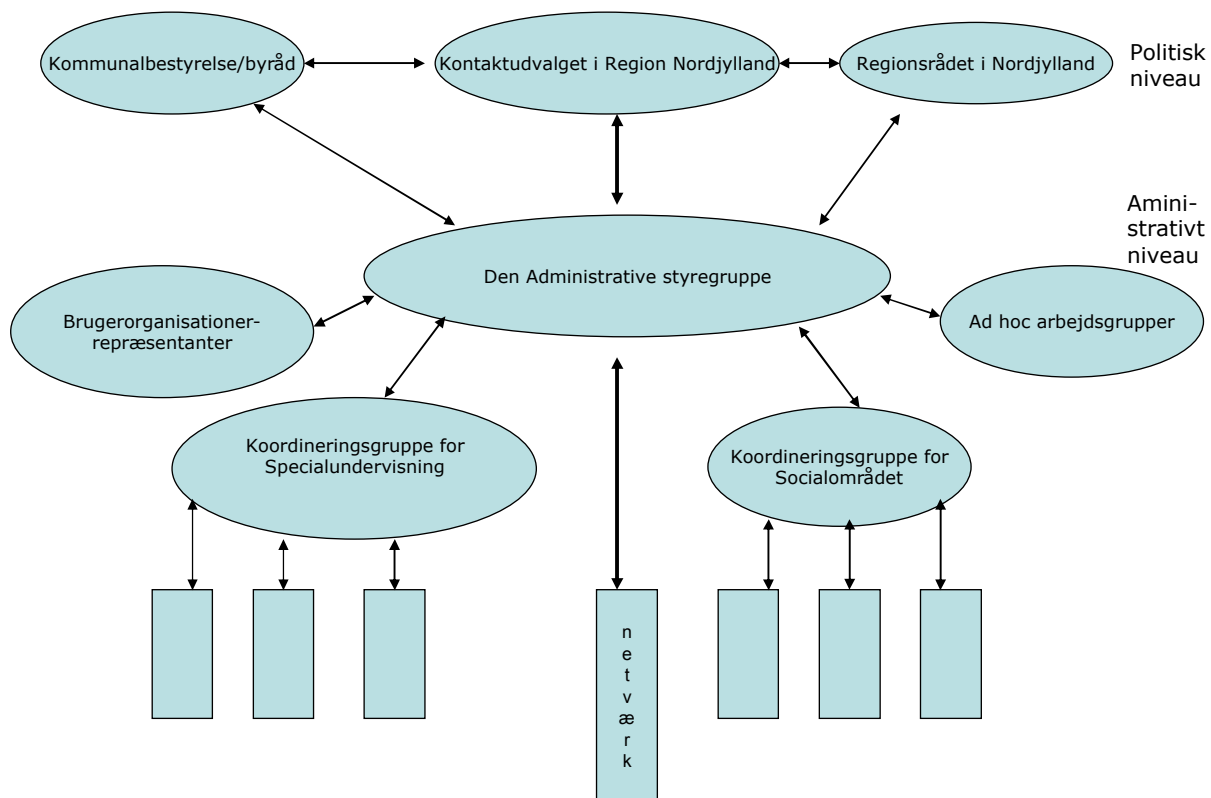 Kommunalbestyrelse/byråd
Kontaktudvalget i Region Nordjylland
Regionsrådet i Nordjylland
Politisk
niveau
Amini-
strativt
niveau
Den Administrative styregruppe
Brugerorganisationer-
repræsentanter
Ad hoc arbejdsgrupper
Koordineringsgruppe for
Specialundervisning
Koordineringsgruppe for
Socialområdet
n
e
t
v
æ
r
k